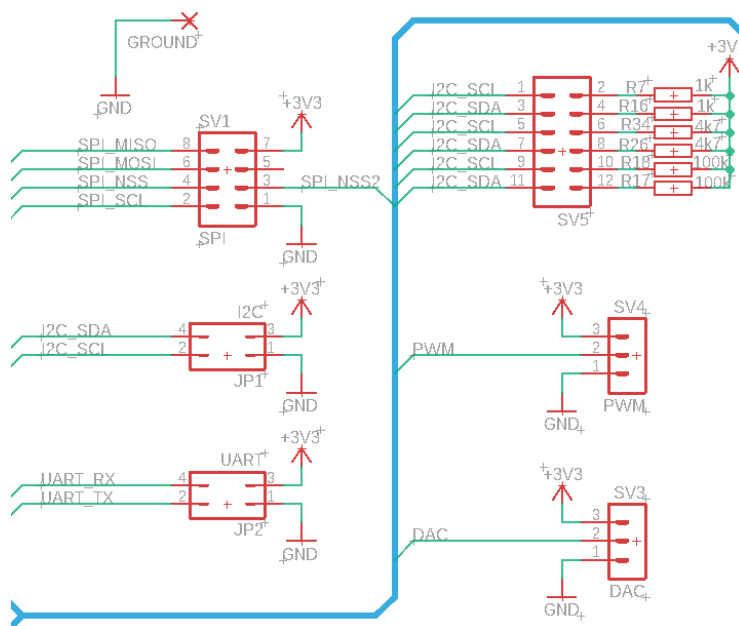 GROUND
GND
SV1
+3V3
SPI_MISO 8 7
SPI_MOSI 6 5
SPI_NSS 4 3 SPI_NSS2
SPI_SCL 2 1
SPI
GND
+3V3
I2C
I2C_SDA 4 3
I2C_SCL 2 1
JP1
GND
+3V3
UART
UART_RX 4 3
UART_TX 2 1
JP2
GND
+3V
I2C_SCL 1 2 R7 1k
I2C_SDA 3 4 R16 1k
I2C_SCL 5 6 R34 4k7
I2C_SDA 7 8 R26 4k7
I2C_SCL 9 10 R18 100k
I2C_SDA 11 12 R17 100k
SV5
+3V3
SV4
3
PWM 2
1
GND
PWM
+3V3
SV3
3
DAC 2
1
GND
DAC